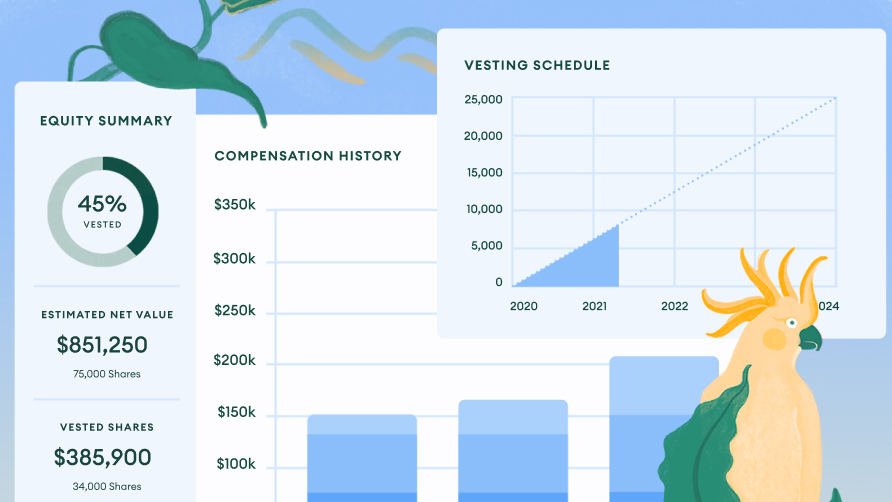 EQUITY SUMMARY
45%
VESTED
ESTIMATED NET VALUE
$851,250
75,000 Shares
VESTED SHARES
$385,900
34,000 Shares
COMPENSATION HISTORY
$350k
$300k
$250k
$200k
$150k
$100k
VESTING SCHEDULE
25,000
20,000
15,000
10,000
5,000
0
2020 2021 2022 024